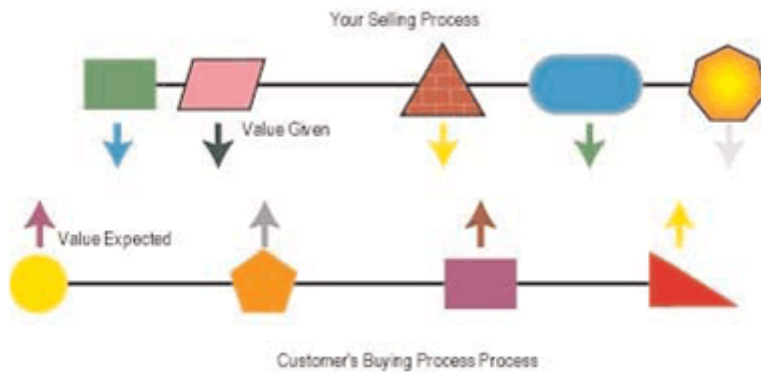 Your Selling Process
Value Given
Value Expected
Customer's Buying Process Process